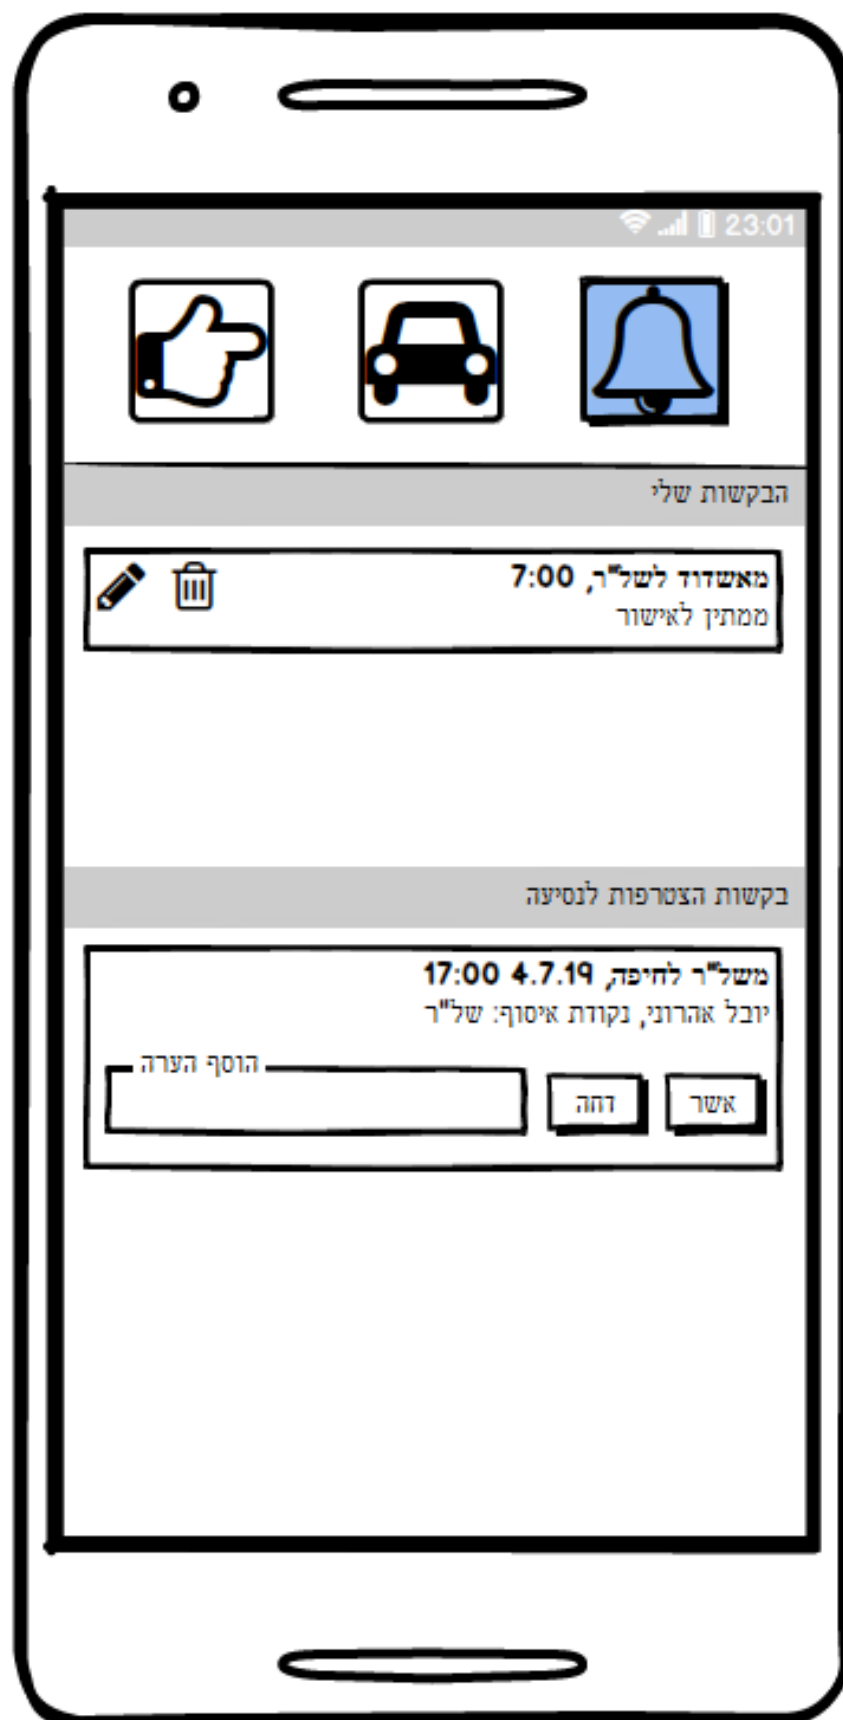 23:01
הבקשות שלי
מאשדוד לשל"ר, 7:00
ממתין לאישור
בקשות הצטרפות לנסיעה
משל"ר לחיפה, 4.7.19 17:00
יובל אהרוני, נקודת איסוף: של"ר
הוסף הערה
אשר
דחה